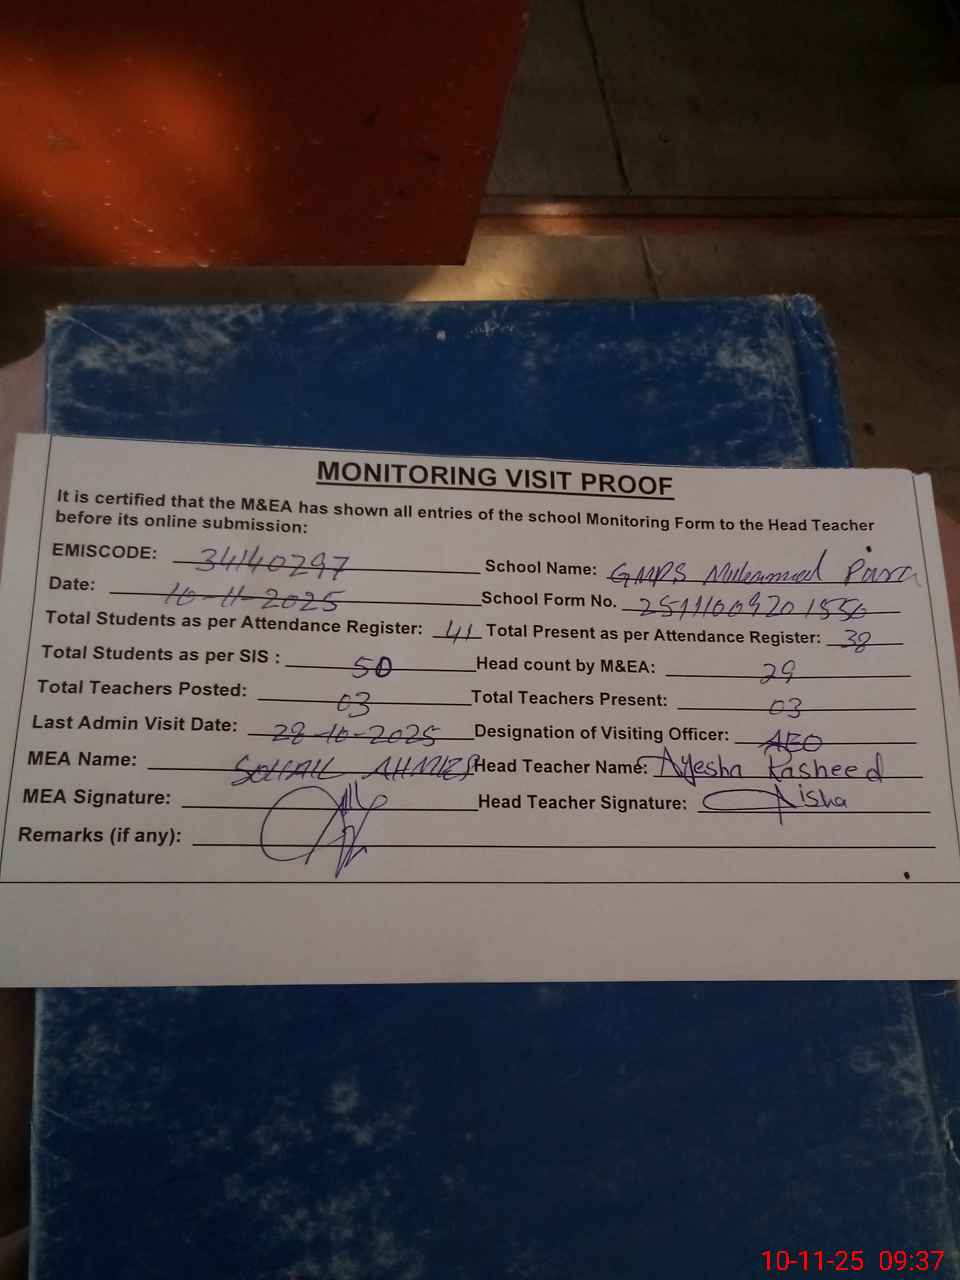 MONITORING VISIT PROOF
It is certified that the M&EA has shown all entries of the school Monitoring Form to the Head Teacher
before its online submission:
EMISCODE: 34140297 School Name: GMPS Muhammad Para
Date: 10-11-2025 School Form No. 25111009201550
Total Students as per Attendance Register: 41 Total Present as per Attendance Register: 38
Total Students as per SIS : 50 Head count by M&EA: 29
Total Teachers Posted: 03 Total Teachers Present: 03
Last Admin Visit Date: 28-10-2025 Designation of Visiting Officer: AEO
MEA Name: SOHAIL AHMED Head Teacher Name: Ayesha Rasheed
MEA Signature: Head Teacher Signature: Aisha
Remarks (if any):
10-11-25 09:37